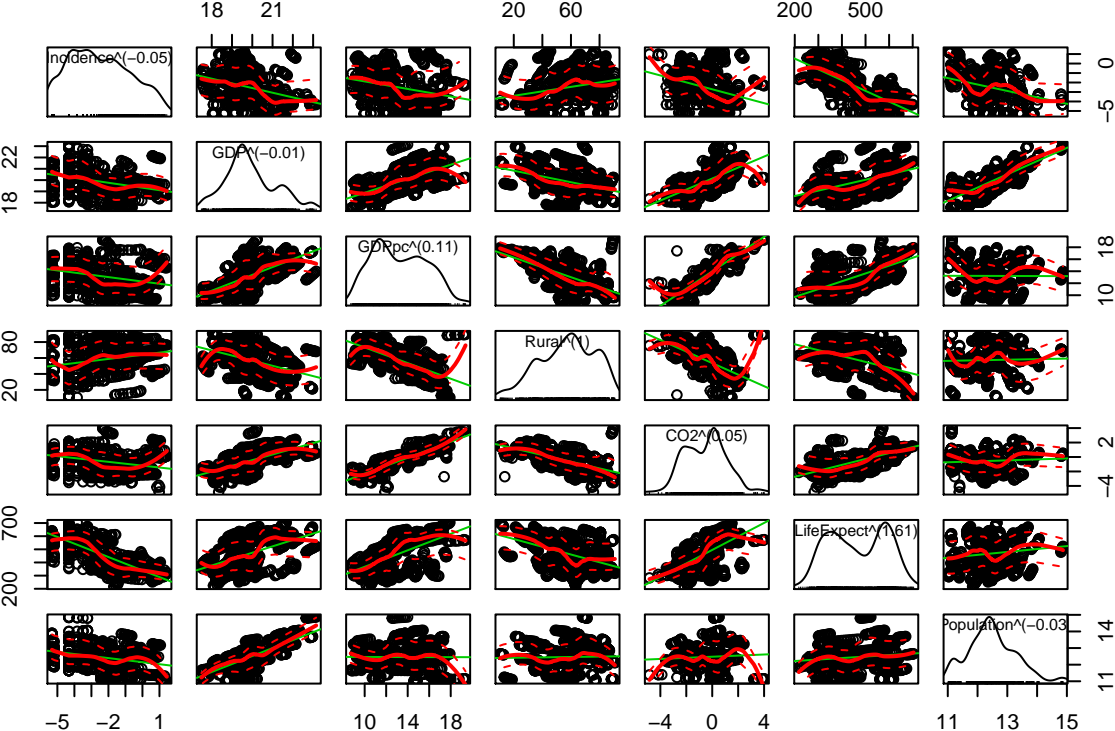 18 21 20 60 200 500
Incidence^(−0.05)
0
−5
GDP^(−0.01)
22
18
GDPpc^(0.11)
18
10
Rural^(1)
80
20
CO2^(0.05)
2
−4
LifeExpect^(1.61)
700
200
Population^(−0.03
14
11
−5 −2 1 10 14 18 −4 0 4 11 13 15